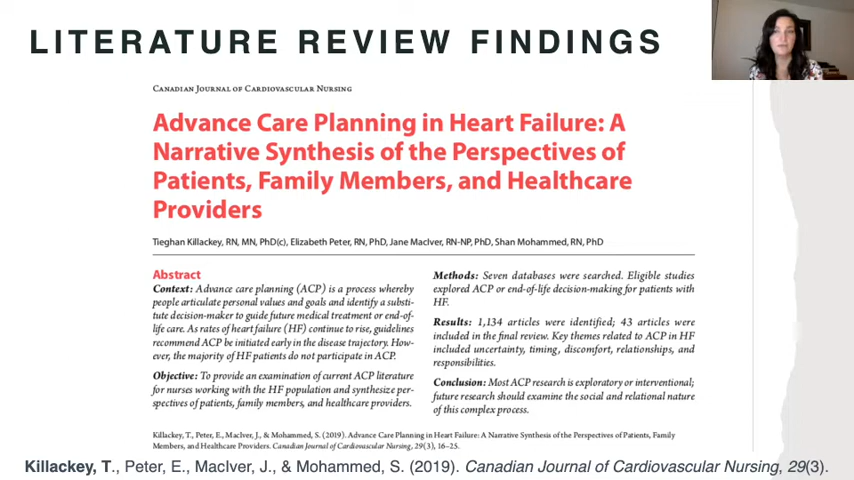 LITERATURE REVIEW FINDINGS
CANADIAN JOURNAL OF CARDIOVASCULAR NURSING
Advance Care Planning in Heart Failure: A
Narrative Synthesis of the Perspectives of
Patients, Family Members, and Healthcare
Providers
Tieghan Killackey, RN, MN, PhD(c), Elizabeth Peter, RN, PhD, Jane MacIver, RN-NP, PhD, Shan Mohammed, RN, PhD
Abstract
Context: Advance care planning (ACP) is a process whereby
people articulate personal values and goals and identify a substi-
tute decision-maker to guide future medical treatment or end-of-
life care. As rates of heart failure (HF) continue to rise, guidelines
recommend ACP be initiated early in the disease trajectory. How-
ever, the majority of HF patients do not participate in ACP.
Objective: To provide an examination of current ACP literature
for nurses working with the HF population and synthesize per-
spectives of patients, family members, and healthcare providers.
Methods: Seven databases were searched. Eligible studies
explored ACP or end-of-life decision-making for patients with
HF.
Results: 1,134 articles were identified; 43 articles were
included in the final review. Key themes related to ACP in HF
included uncertainty, timing, discomfort, relationships, and
responsibilities.
Conclusion: Most ACP research is exploratory or interventional;
future research should examine the social and relational nature
of this complex process.
Killackey, T., Peter, E., MacIver, J., & Mohammed, S. (2019). Advance Care Planning in Heart Failure: A Narrative Synthesis of the Perspectives of Patients, Family
Members, and Healthcare Providers. Canadian Journal of Cardiovascular Nursing, 29(3), 16–25.
Killackey, T., Peter, E., MacIver, J., & Mohammed, S. (2019). Canadian Journal of Cardiovascular Nursing, 29(3).